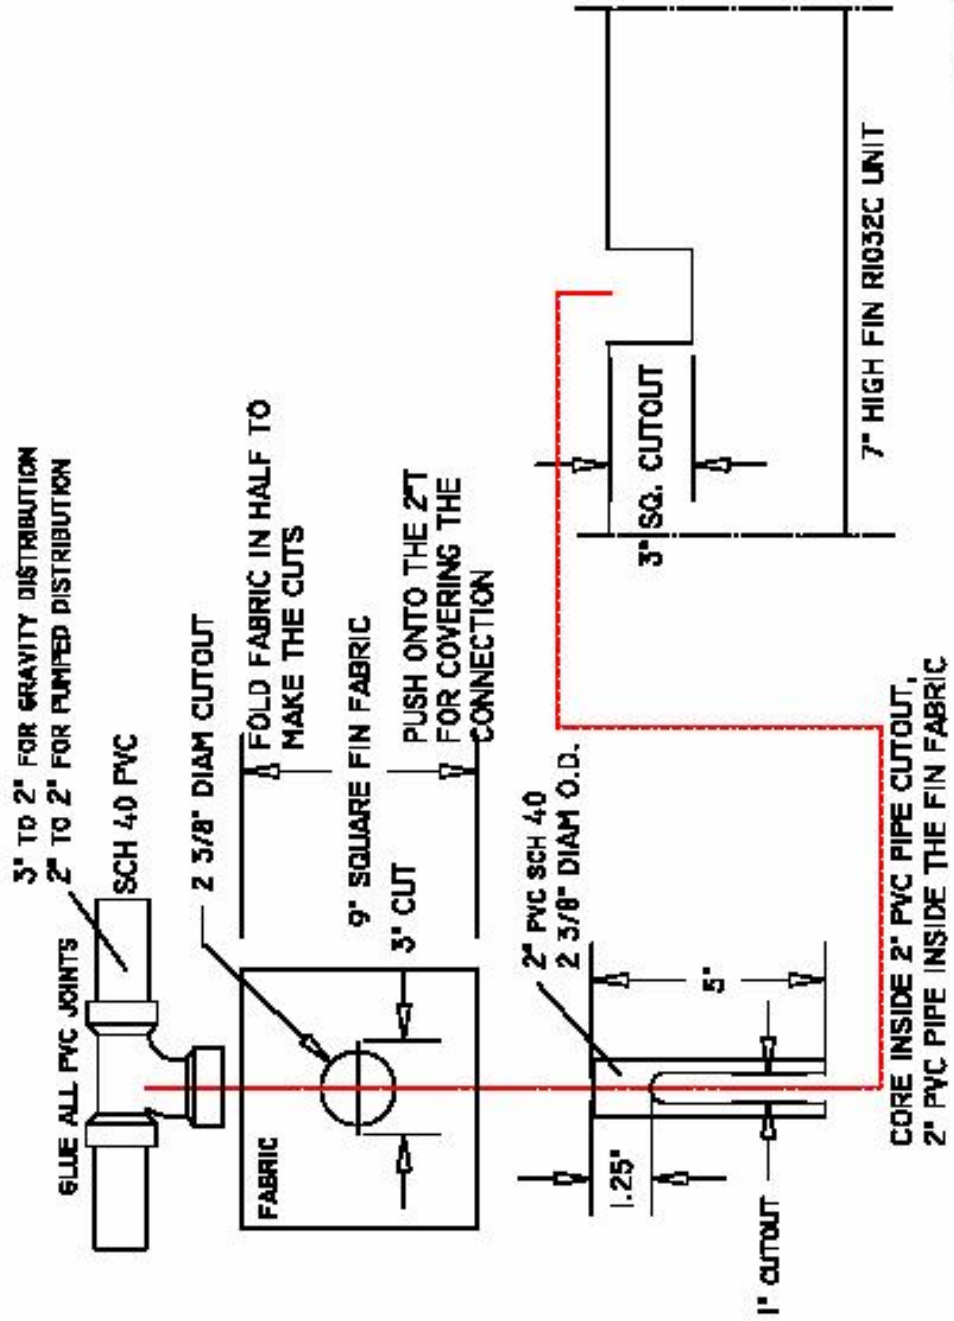 3" TO 2" FOR GRAVITY DISTRIBUTION
2" TO 2" FOR PUMPED DISTRIBUTION
GLUE ALL PVC JOINTS
SCH 40 PVC
2 3/8" DIAM CUTOUT
FABRIC
FOLD FABRIC IN HALF TO
MAKE THE CUTS
9" SQUARE FIN FABRIC
3" CUT
PUSH ONTO THE 2"T
FOR COVERING THE
CONNECTION
2" PVC SCH 40
2 3/8" DIAM O.D.
5"
1.25"
1" CUTOUT
3" SQ. CUTOUT
7" HIGH FIN R1032C UNIT
CORE INSIDE 2" PVC PIPE CUTOUT,
2" PVC PIPE INSIDE THE FIN FABRIC